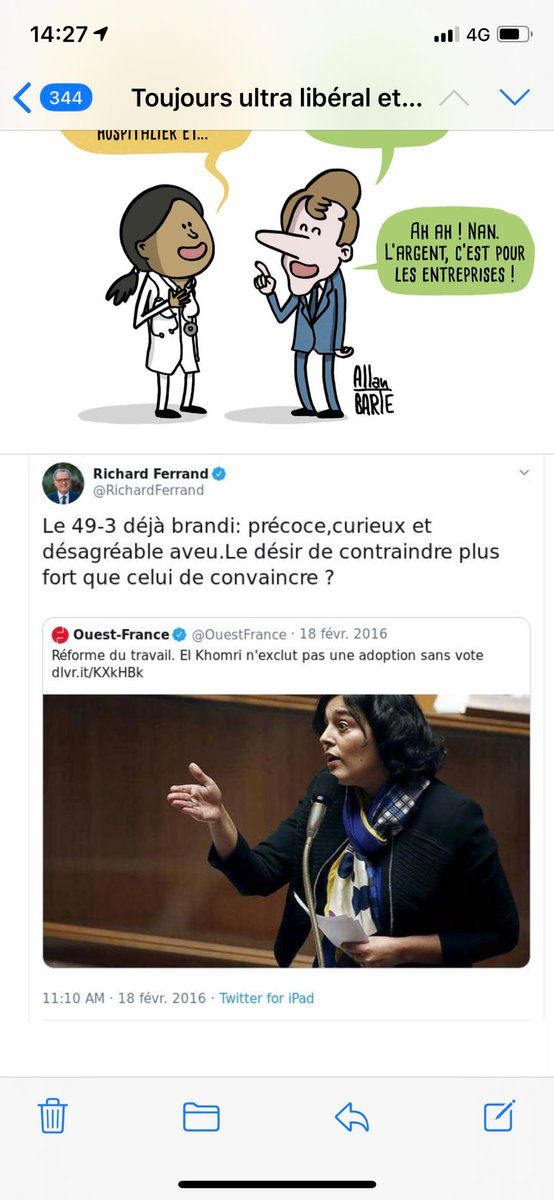 14:27
4G
344
Toujours ultra libéral et...
HOSPITALIER ET...
AH AH ! NAN.
L'ARGENT, C'EST POUR
LES ENTREPRISES !
Allan
BARTE
Richard Ferrand
@RichardFerrand
Le 49-3 déjà brandi: précoce,curieux et
désagréable aveu.Le désir de contraindre plus
fort que celui de convaincre ?
Ouest-France @OuestFrance · 18 févr. 2016
Réforme du travail. El Khomri n'exclut pas une adoption sans vote
dlvr.it/KXkHBk
11:10 AM · 18 févr. 2016 · Twitter for iPad